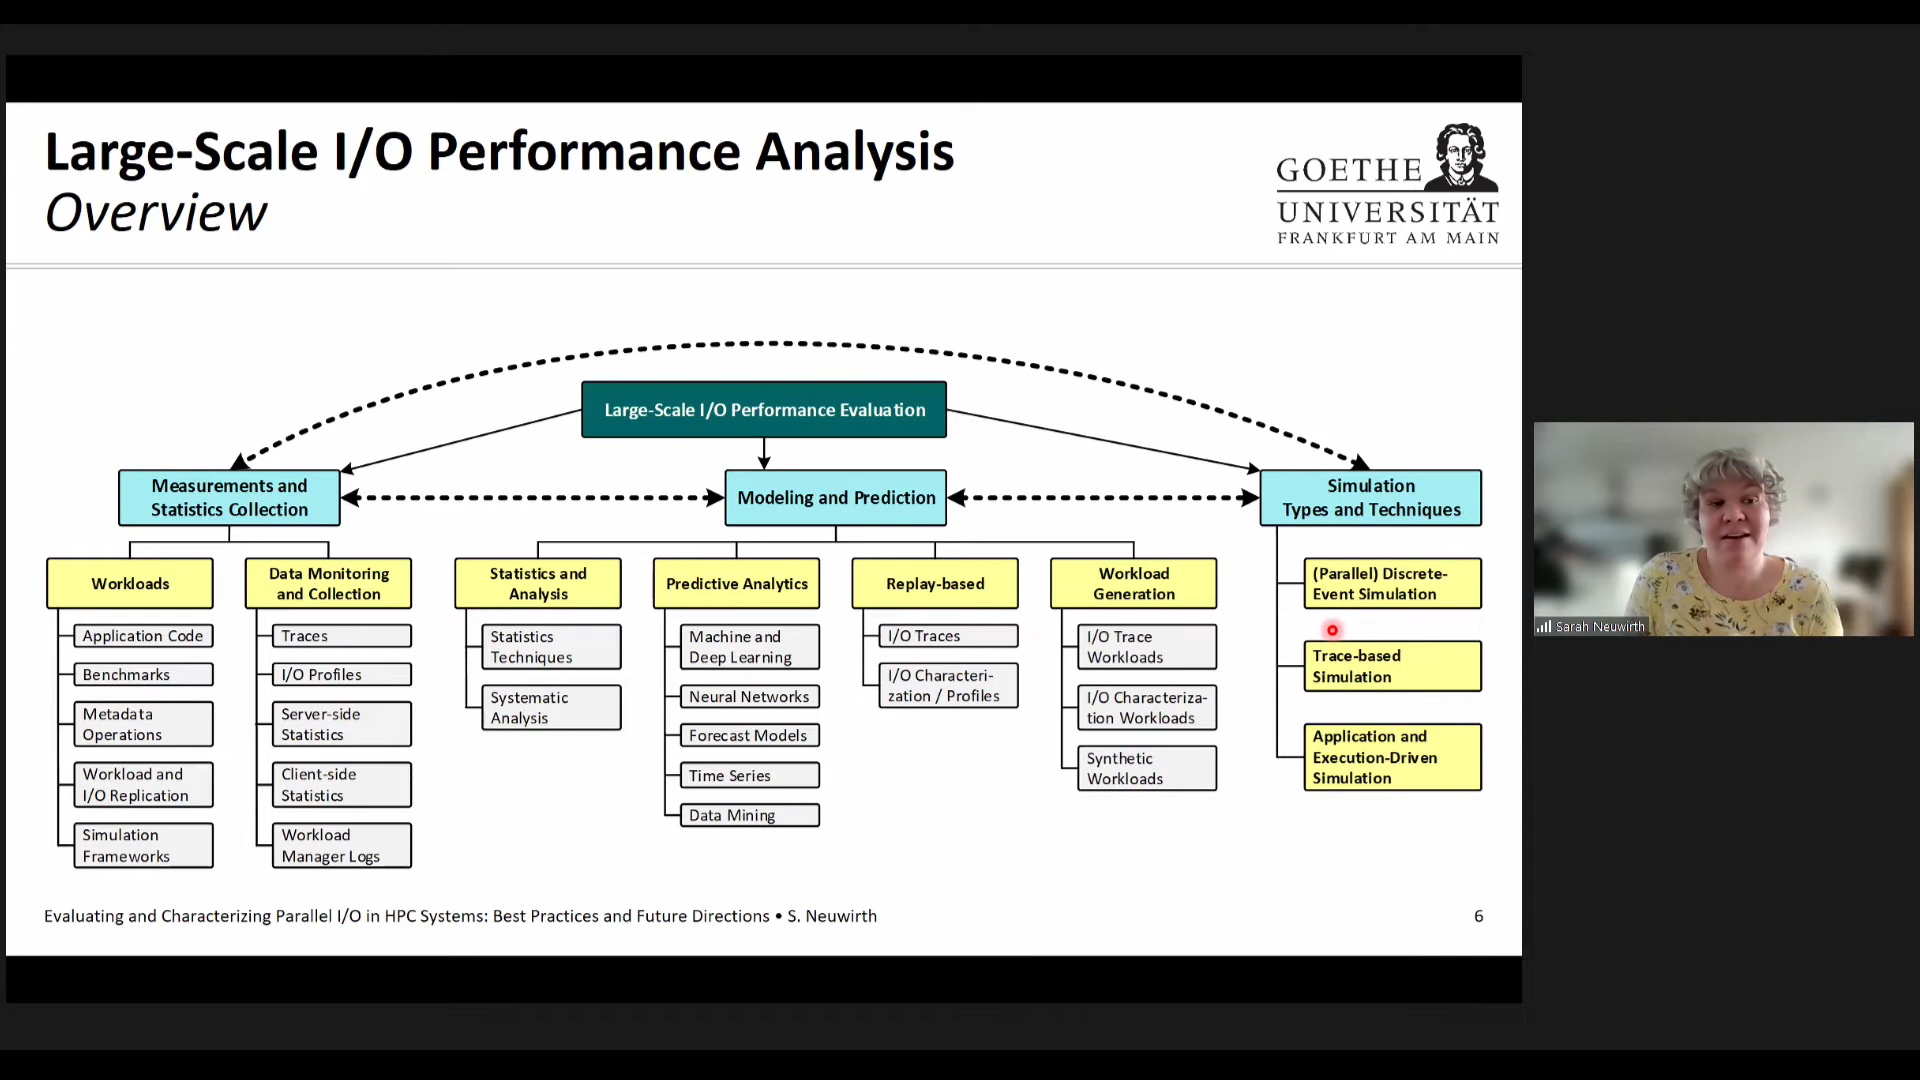 Large-Scale I/O Performance Analysis
Overview
GOETHE
UNIVERSITÄT
FRANKFURT AM MAIN
Large-Scale I/O Performance Evaluation
Measurements and
Statistics Collection
Modeling and Prediction
Simulation
Types and Techniques
Workloads
Application Code
Benchmarks
Metadata
Operations
Workload and
I/O Replication
Simulation
Frameworks
Data Monitoring
and Collection
Traces
I/O Profiles
Server-side
Statistics
Client-side
Statistics
Workload
Manager Logs
Statistics and
Analysis
Statistics
Techniques
Systematic
Analysis
Predictive Analytics
Machine and
Deep Learning
Neural Networks
Forecast Models
Time Series
Data Mining
Replay-based
I/O Traces
I/O Characteri-
zation / Profiles
Workload
Generation
I/O Trace
Workloads
I/O Characteriza-
tion Workloads
Synthetic
Workloads
(Parallel) Discrete-
Event Simulation
Trace-based
Simulation
Application and
Execution-Driven
Simulation
Evaluating and Characterizing Parallel I/O in HPC Systems: Best Practices and Future Directions • S. Neuwirth
6
Sarah Neuwirth